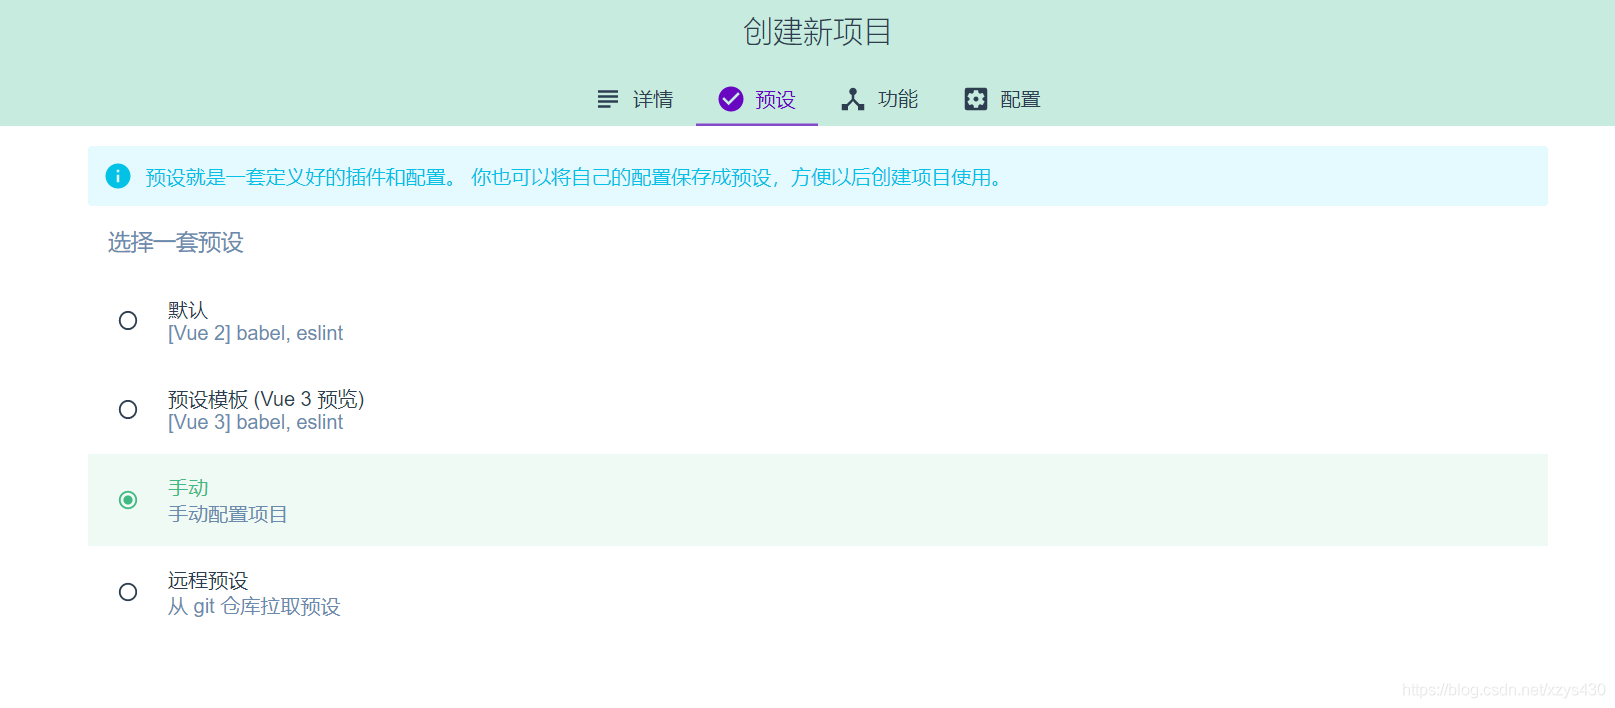 创建新项目
详情 预设 功能 配置
预设就是一套定义好的插件和配置。 你也可以将自己的配置保存成预设，方便以后创建项目使用。
选择一套预设
默认
[Vue 2] babel, eslint
预设模板 (Vue 3 预览)
[Vue 3] babel, eslint
手动
手动配置项目
远程预设
从 git 仓库拉取预设
https://blog.csdn.net/xzys430